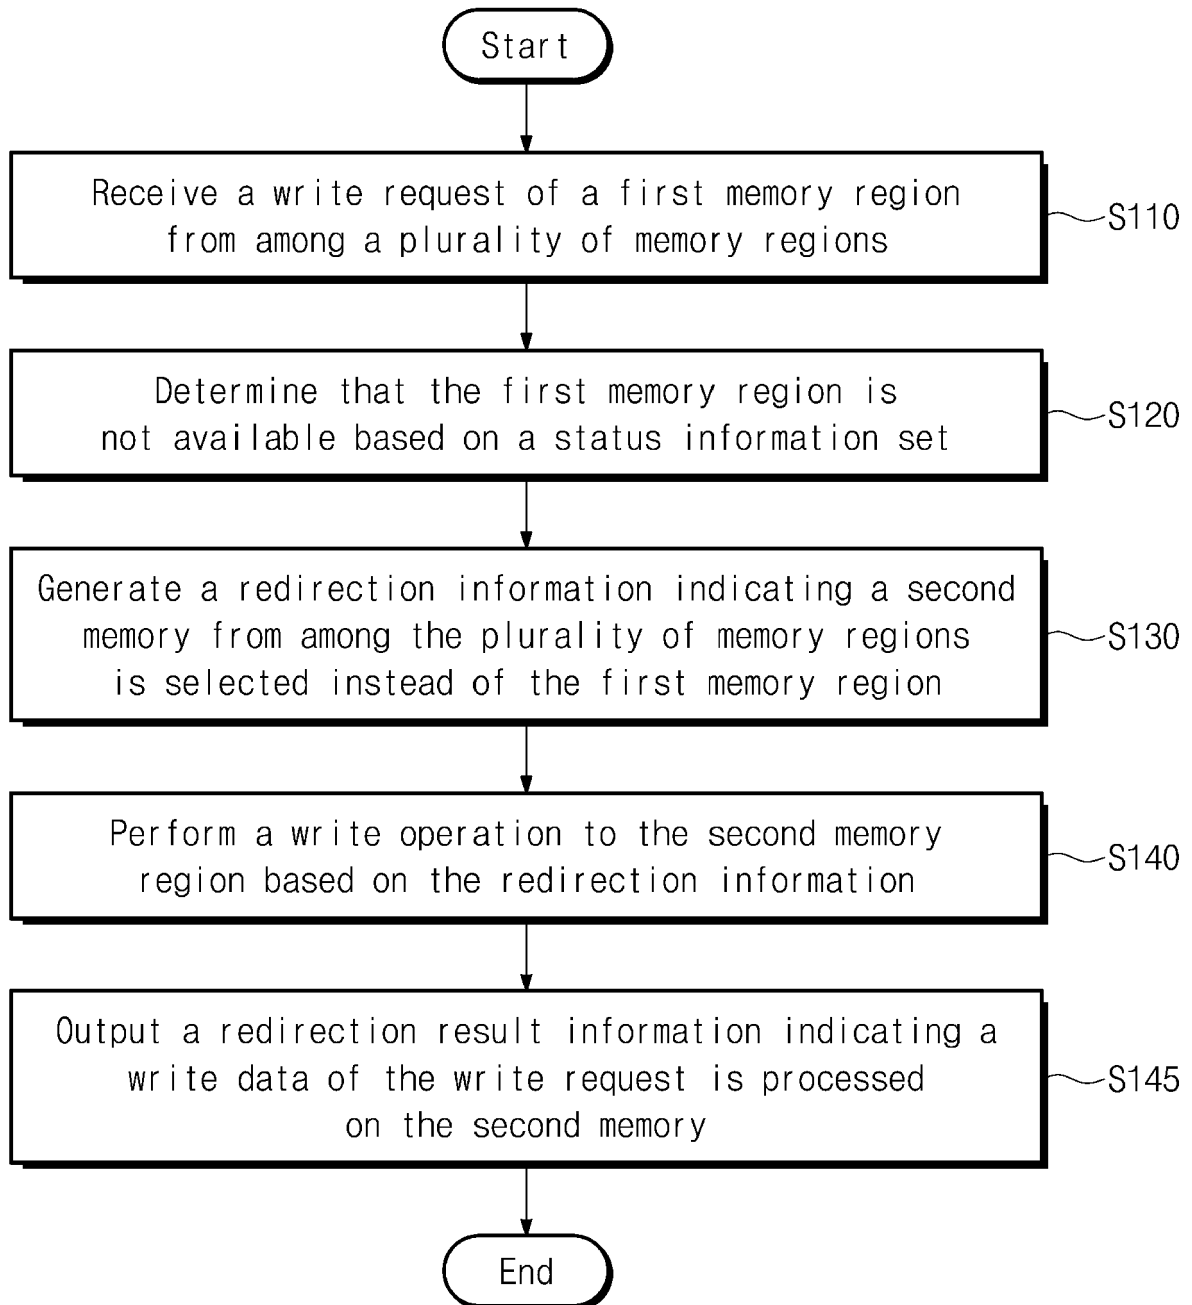 Start
Receive a write request of a first memory region
from among a plurality of memory regions
S110
Determine that the first memory region is
not available based on a status information set
S120
Generate a redirection information indicating a second
memory from among the plurality of memory regions
is selected instead of the first memory region
S130
Perform a write operation to the second memory
region based on the redirection information
S140
Output a redirection result information indicating a
write data of the write request is processed
on the second memory
S145
End